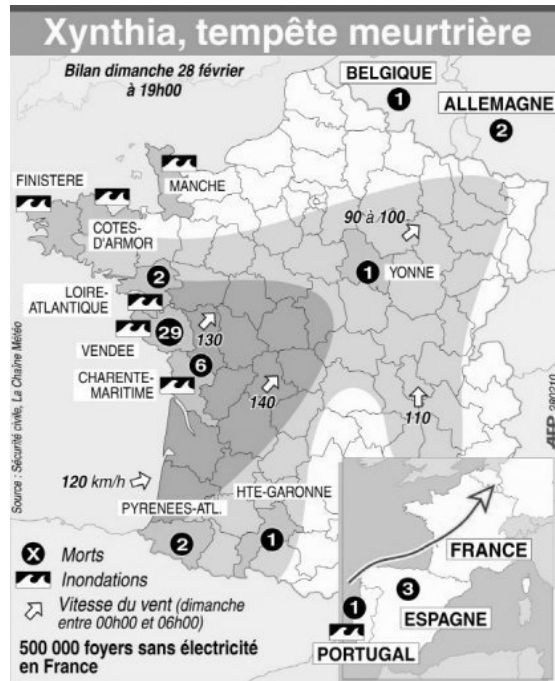 Xynthia, tempête meurtrière
Bilan dimanche 28 février
à 19h00
BELGIQUE
1
ALLEMAGNE
2
MANCHE
FINISTERE
COTES-
D'ARMOR
90 à 100
1
YONNE
2
LOIRE-
ATLANTIQUE
29
130
VENDEE
6
CHARENTE-
MARITIME
140
110
Source : Sécurité civile, La Chaîne Météo
AFP 280210
120 km/h
HTE-GARONNE
PYRENEES-ATL.
2
1
X Morts
Inondations
Vitesse du vent (dimanche
entre 00h00 et 06h00)
500 000 foyers sans électricité
en France
FRANCE
3
1
ESPAGNE
PORTUGAL